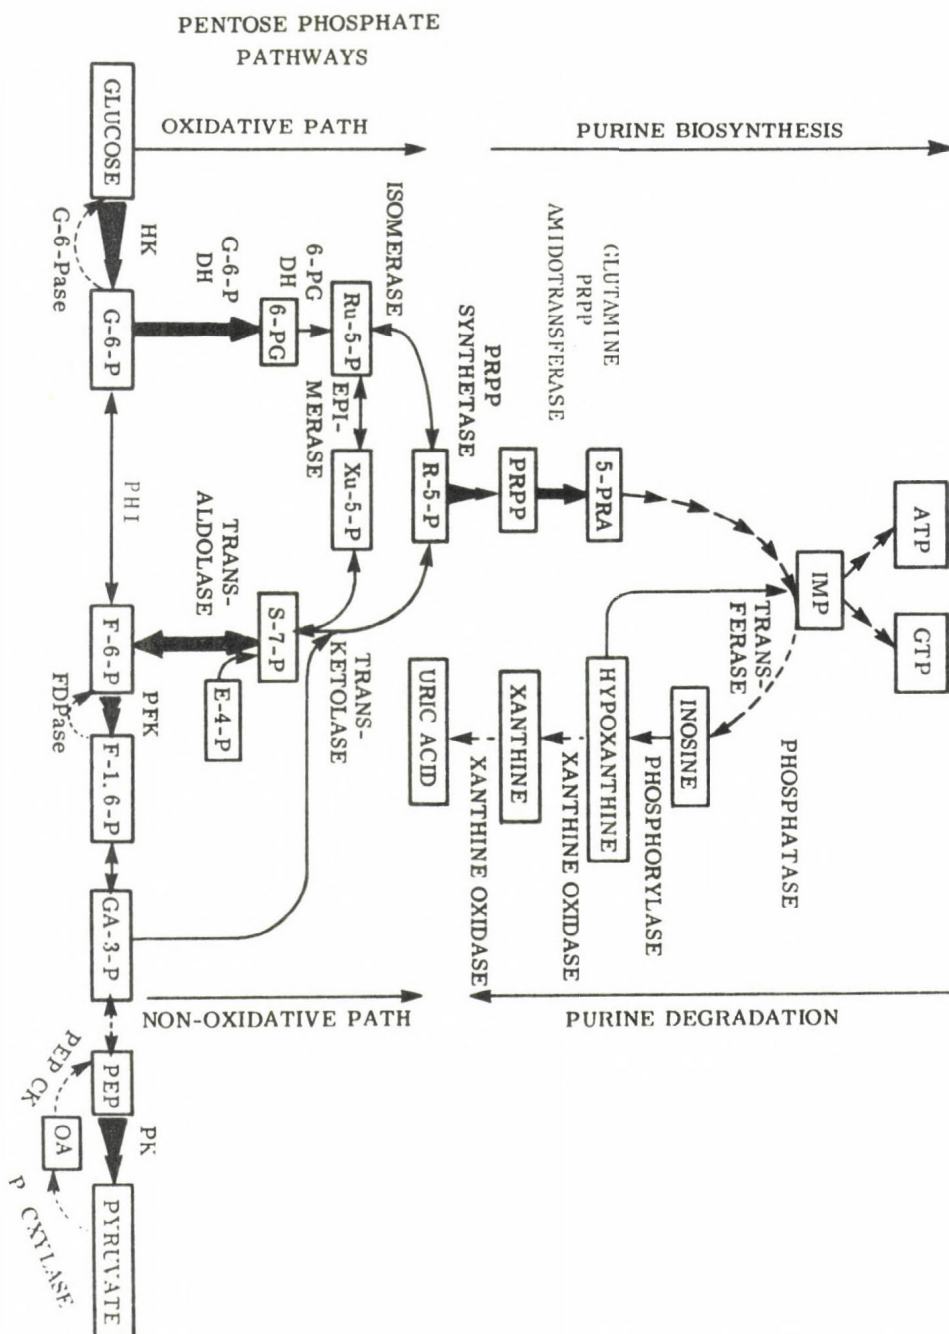 PENTOSE PHOSPHATE
PATHWAYS
OXIDATIVE PATH
PURINE BIOSYNTHESIS
GLUCOSE
HK
G-6-Pase
G-6-P
G-6-P
DH
6-PG
6-PG
DH
Ru-5-P
ISOMERASE
EPI-
MERASE
Xu-5-P
R-5-P
PRPP
SYNTHETASE
PRPP
GLUTAMINE
PRPP
AMIDOTRANSFERASE
5-PRA
IMP
ATP
GTP
PHI
TRANS-
ALDOLASE
S-7-P
E-4-P
TRANS-
KETOLASE
F-6-P
PFK
FDPase
F-1.6-P
GA-3-P
TRANS-
FERASE
PHOSPHATASE
INOSINE
PHOSPHORYLASE
HYPOXANTHINE
XANTHINE OXIDASE
XANTHINE
XANTHINE OXIDASE
URIC ACID
NON-OXIDATIVE PATH
PURINE DEGRADATION
PEP CK
PEP
PK
OA
P CXYLASE
PYRUVATE